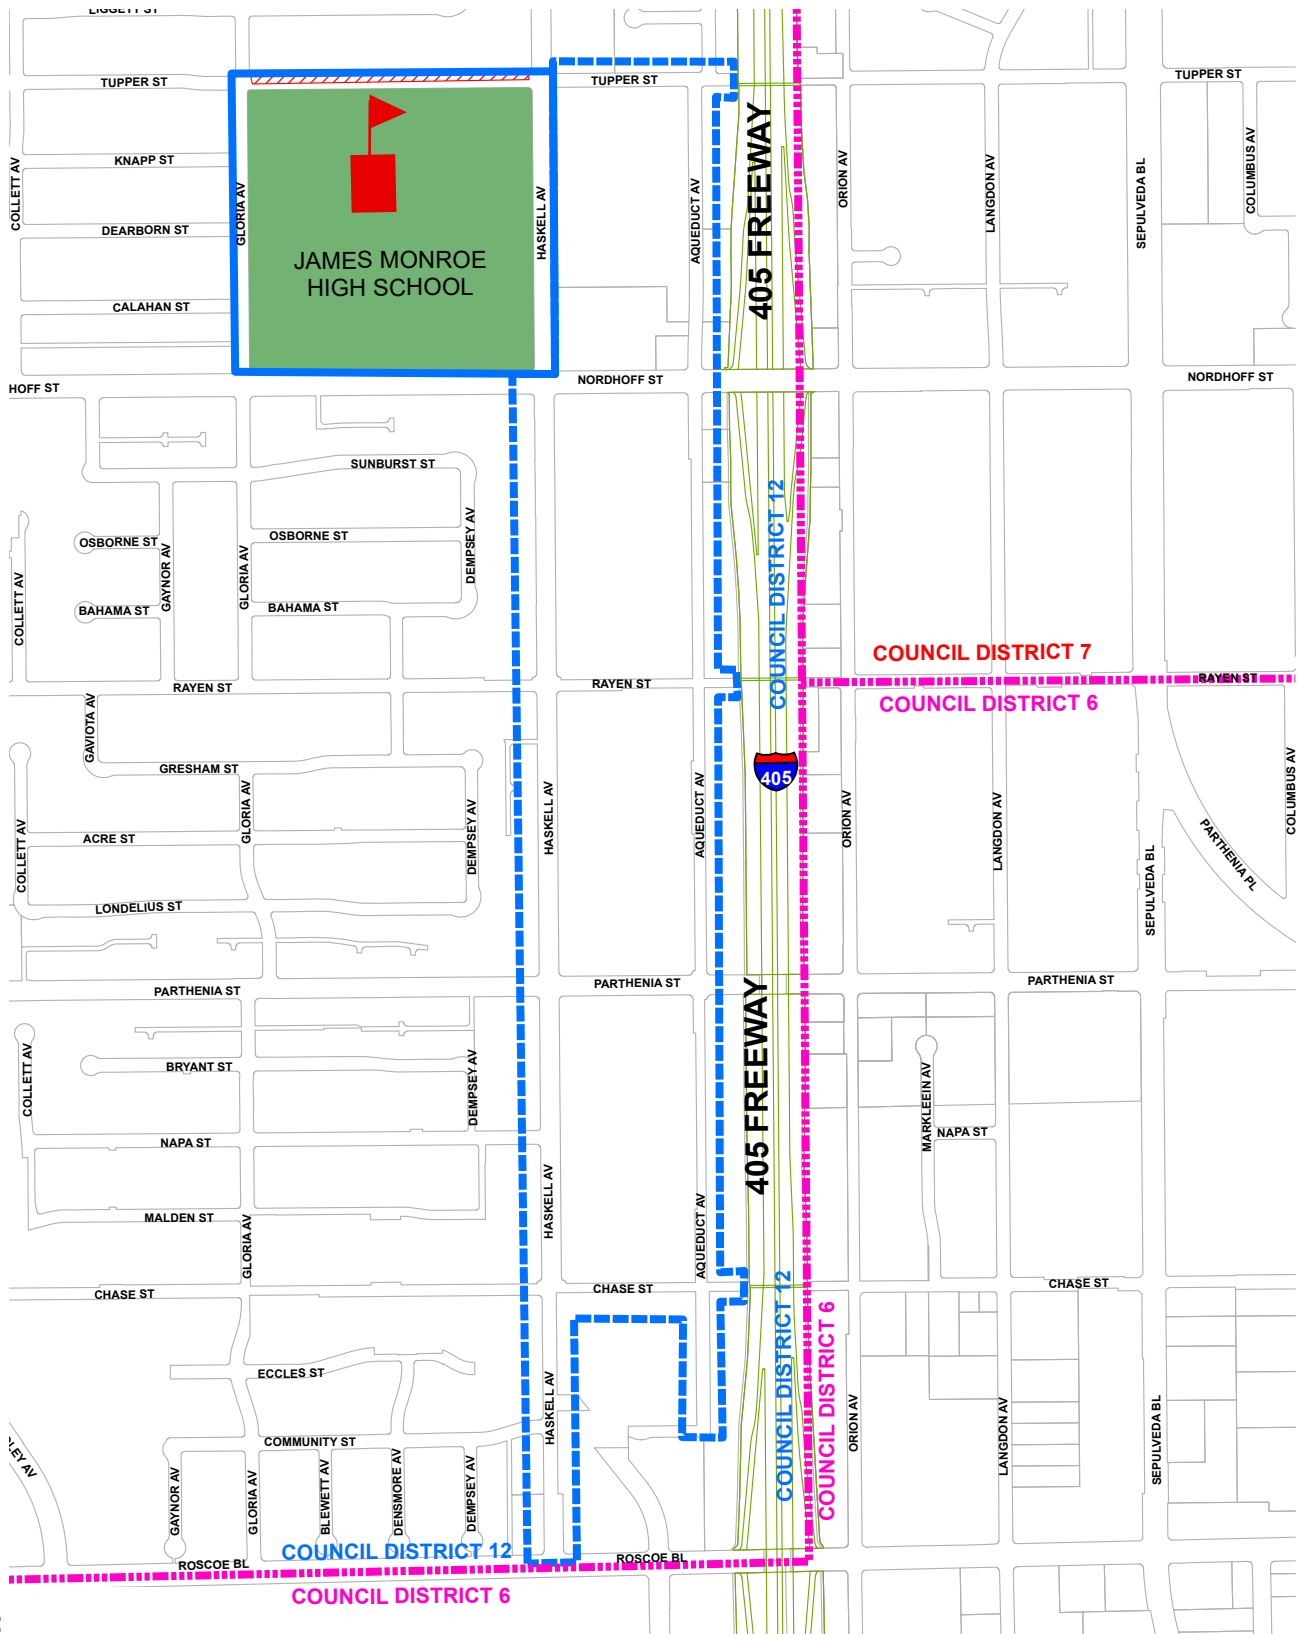 LIGGETT ST
TUPPER ST
TUPPER ST
TUPPER ST
KNAPP ST
DEARBORN ST
CALAHAN ST
COLLETT AV
GLORIA AV
HASKELL AV
AQUEDUCT AV
405 FREEWAY
ORION AV
LANGDON AV
SEPULVEDA BL
COLUMBUS AV
JAMES MONROE
HIGH SCHOOL
HOFF ST
NORDHOFF ST
NORDHOFF ST
SUNBURST ST
OSBORNE ST
OSBORNE ST
BAHAMA ST
BAHAMA ST
COLLETT AV
GAYNOR AV
GLORIA AV
DEMPSEY AV
COUNCIL DISTRICT 12
COUNCIL DISTRICT 7
COUNCIL DISTRICT 6
RAYEN ST
RAYEN ST
RAYEN ST
GAVIOTA AV
GRESHAM ST
405
ACRE ST
LONDELIUS ST
COLLETT AV
GLORIA AV
DEMPSEY AV
HASKELL AV
AQUEDUCT AV
ORION AV
LANGDON AV
SEPULVEDA BL
PARTHENIA PL
COLUMBUS AV
PARTHENIA ST
PARTHENIA ST
PARTHENIA ST
405 FREEWAY
BRYANT ST
NAPA ST
NAPA ST
MALDEN ST
COLLETT AV
DEMPSEY AV
MARKLEEIN AV
GLORIA AV
HASKELL AV
AQUEDUCT AV
CHASE ST
CHASE ST
CHASE ST
COUNCIL DISTRICT 12
COUNCIL DISTRICT 6
ECCLES ST
HASKELL AV
ORION AV
LANGDON AV
SEPULVEDA BL
COMMUNITY ST
LEY AV
GAYNOR AV
GLORIA AV
BLEWETT AV
DENSMORE AV
DEMPSEY AV
COUNCIL DISTRICT 12
ROSCOE BL
ROSCOE BL
COUNCIL DISTRICT 6